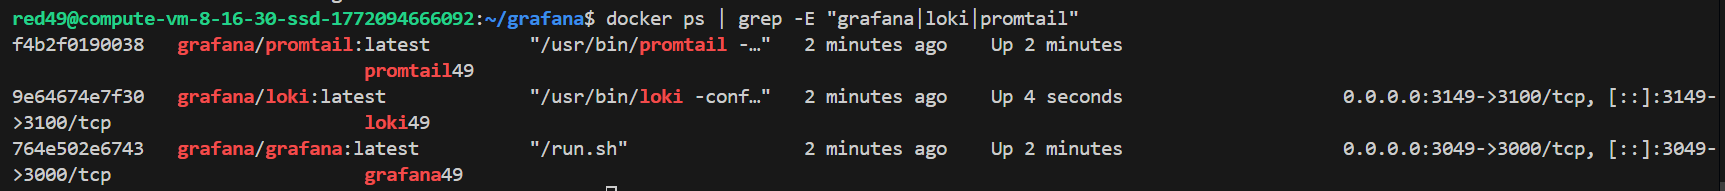 red49@compute-vm-8-16-30-ssd-1772094666092:~/grafana$ docker ps | grep -E "grafana|loki|promtail"
f4b2f0190038   grafana/promtail:latest        "/usr/bin/promtail -…"   2 minutes ago    Up 2 minutes
promtail49
9e64674e7f30   grafana/loki:latest            "/usr/bin/loki -conf…"   2 minutes ago    Up 4 seconds                   0.0.0.0:3149->3100/tcp, [::]:3149-
>3100/tcp                     loki49
764e502e6743   grafana/grafana:latest         "/run.sh"                2 minutes ago    Up 2 minutes                   0.0.0.0:3049->3000/tcp, [::]:3049-
>3000/tcp                     grafana49